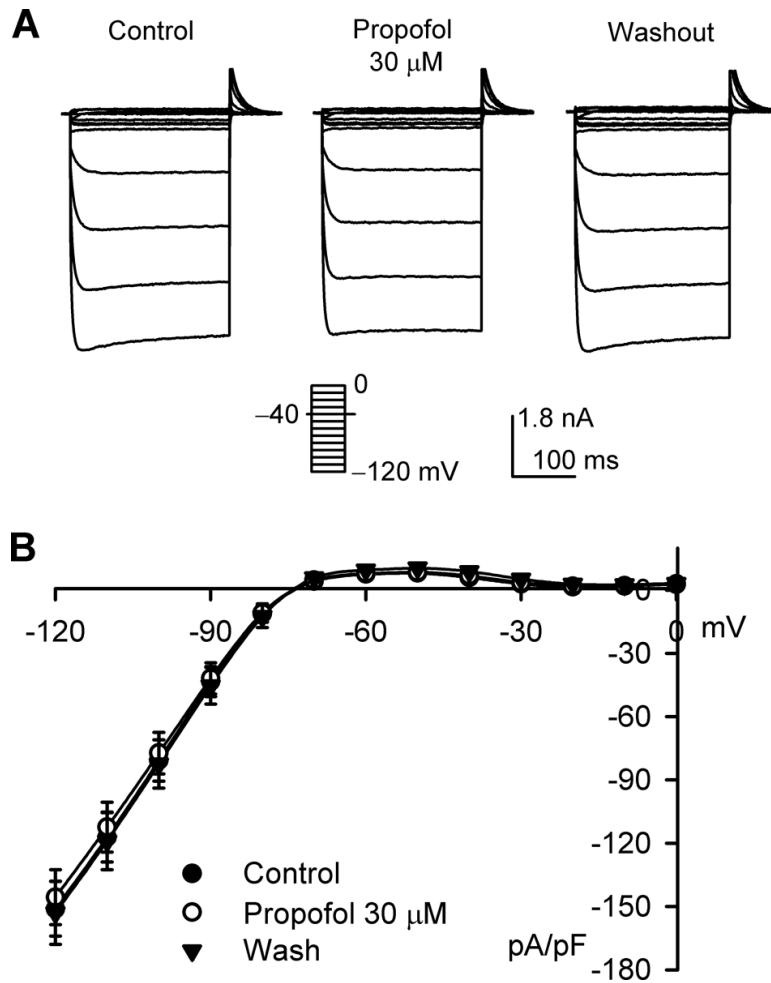 A
Control
Propofol
30 μM
Washout
0
−40
−120 mV
1.8 nA
100 ms
B
-120
-90
-60
-30
0
mV
0
-30
-60
-90
-120
-150
-180
pA/pF
Control
Propofol 30 μM
Wash